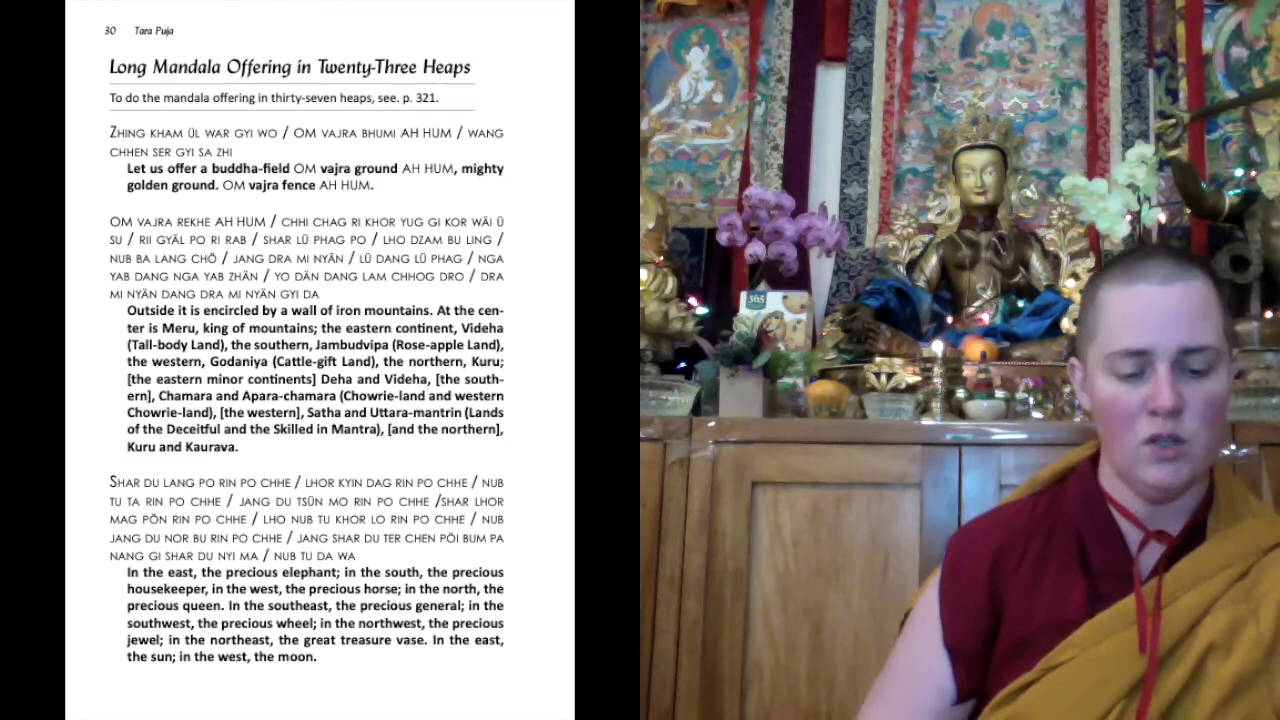 30 Tara Puja
Long Mandala Offering in Twenty-Three Heaps
To do the mandala offering in thirty-seven heaps, see. p. 321.
ZHING KHAM ÜL WAR GYI WO / OM VAJRA BHUMI AH HUM / WANG
CHHEN SER GYI SA ZHI
Let us offer a buddha-field OM vajra ground AH HUM, mighty
golden ground. OM vajra fence AH HUM.
OM VAJRA REKHE AH HUM / CHHI CHAG RI KHOR YUG GI KOR WÄI Ü
SU / RII GYÄL PO RI RAB / SHAR LÜ PHAG PO / LHO DZAM BU LING /
NUB BA LANG CHÖ / JANG DRA MI NYÄN / LÜ DANG LÜ PHAG / NGA
YAB DANG NGA YAB ZHÄN / YO DÄN DANG LAM CHHOG DRO / DRA
MI NYÄN DANG DRA MI NYÄN GYI DA
Outside it is encircled by a wall of iron mountains. At the cen-
ter is Meru, king of mountains; the eastern continent, Videha
(Tall-body Land), the southern, Jambudvipa (Rose-apple Land),
the western, Godaniya (Cattle-gift Land), the northern, Kuru;
[the eastern minor continents] Deha and Videha, [the south-
ern], Chamara and Apara-chamara (Chowrie-land and western
Chowrie-land), [the western], Satha and Uttara-mantrin (Lands
of the Deceitful and the Skilled in Mantra), [and the northern],
Kuru and Kaurava.
SHAR DU LANG PO RIN PO CHHE / LHOR KYIN DAG RIN PO CHHE / NUB
TU TA RIN PO CHHE / JANG DU TSÜN MO RIN PO CHHE /SHAR LHOR
MAG PÖN RIN PO CHHE / LHO NUB TU KHOR LO RIN PO CHHE / NUB
JANG DU NOR BU RIN PO CHHE / JANG SHAR DU TER CHEN PÖI BUM PA
NANG GI SHAR DU NYI MA / NUB TU DA WA
In the east, the precious elephant; in the south, the precious
housekeeper, in the west, the precious horse; in the north, the
precious queen. In the southeast, the precious general; in the
southwest, the precious wheel; in the northwest, the precious
jewel; in the northeast, the great treasure vase. In the east,
the sun; in the west, the moon.
365